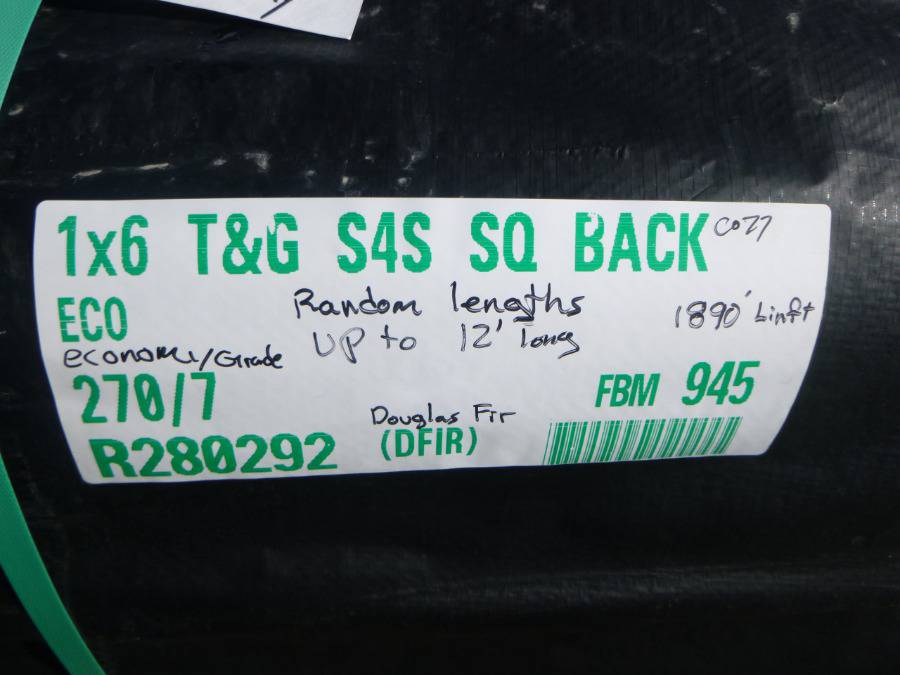 1x6 T&G S4S SQ BACK CO77
ECO Random lengths 1890' Linft
economy/Grade UP to 12' long
270/7 FBM 945
Douglas Fir
R280292 (DFIR)